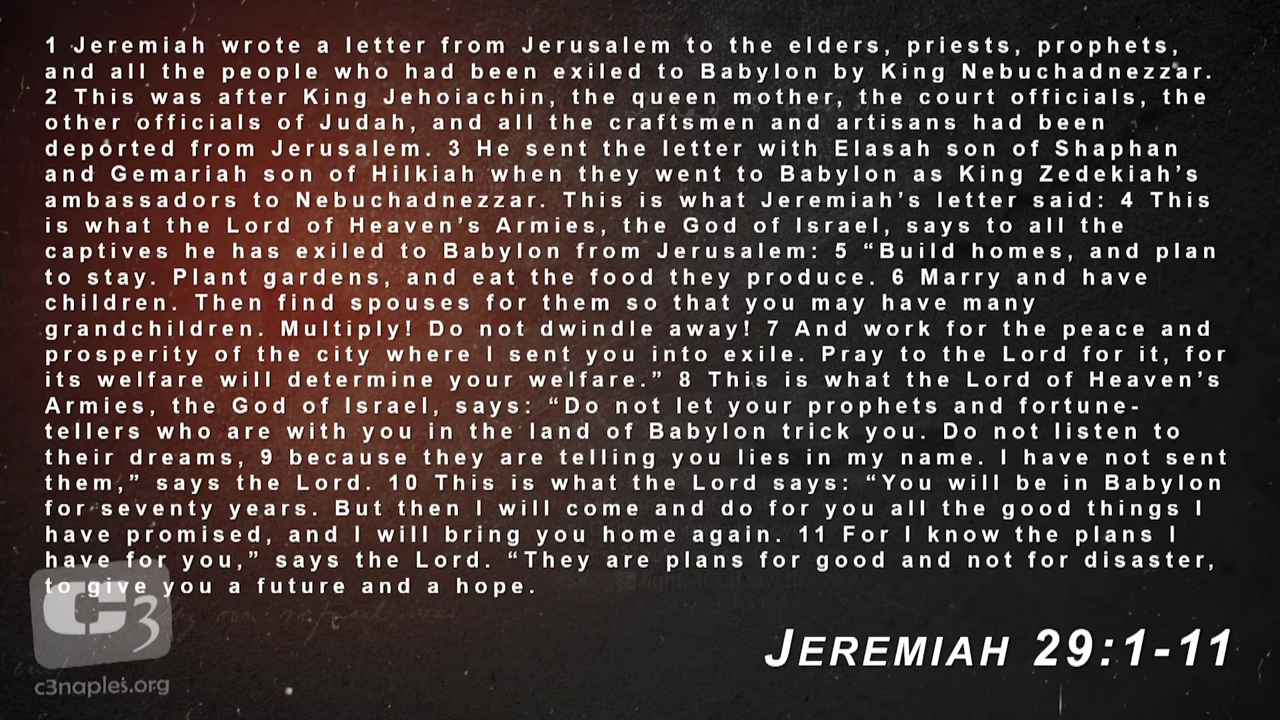 1 Jeremiah wrote a letter from Jerusalem to the elders, priests, prophets,
and all the people who had been exiled to Babylon by King Nebuchadnezzar.
2 This was after King Jehoiachin, the queen mother, the court officials, the
other officials of Judah, and all the craftsmen and artisans had been
deported from Jerusalem. 3 He sent the letter with Elasah son of Shaphan
and Gemariah son of Hilkiah when they went to Babylon as King Zedekiah’s
ambassadors to Nebuchadnezzar. This is what Jeremiah’s letter said: 4 This
is what the Lord of Heaven’s Armies, the God of Israel, says to all the
captives he has exiled to Babylon from Jerusalem: 5 “Build homes, and plan
to stay. Plant gardens, and eat the food they produce. 6 Marry and have
children. Then find spouses for them so that you may have many
grandchildren. Multiply! Do not dwindle away! 7 And work for the peace and
prosperity of the city where I sent you into exile. Pray to the Lord for it, for
its welfare will determine your welfare.” 8 This is what the Lord of Heaven’s
Armies, the God of Israel, says: “Do not let your prophets and fortune-
tellers who are with you in the land of Babylon trick you. Do not listen to
their dreams, 9 because they are telling you lies in my name. I have not sent
them,” says the Lord. 10 This is what the Lord says: “You will be in Babylon
for seventy years. But then I will come and do for you all the good things I
have promised, and I will bring you home again. 11 For I know the plans I
have for you,” says the Lord. “They are plans for good and not for disaster,
to give you a future and a hope.
C3
JEREMIAH 29:1-11
c3naples.org